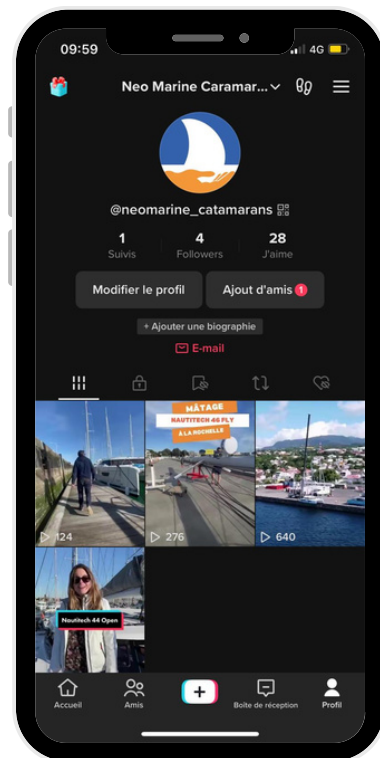 09:59
4G
Neo Marine Caramar...
@neomarine_catamarans
1 4 28
Suivis Followers J'aime
Modifier le profil
Ajout d'amis 1
+ Ajouter une biographie
E-mail
MÂTAGE
NAUTITECH 46 FLY
À LA ROCHELLE
124
276
640
Nautitech 44 Open
Accueil
Amis
Boîte de réception
Profil